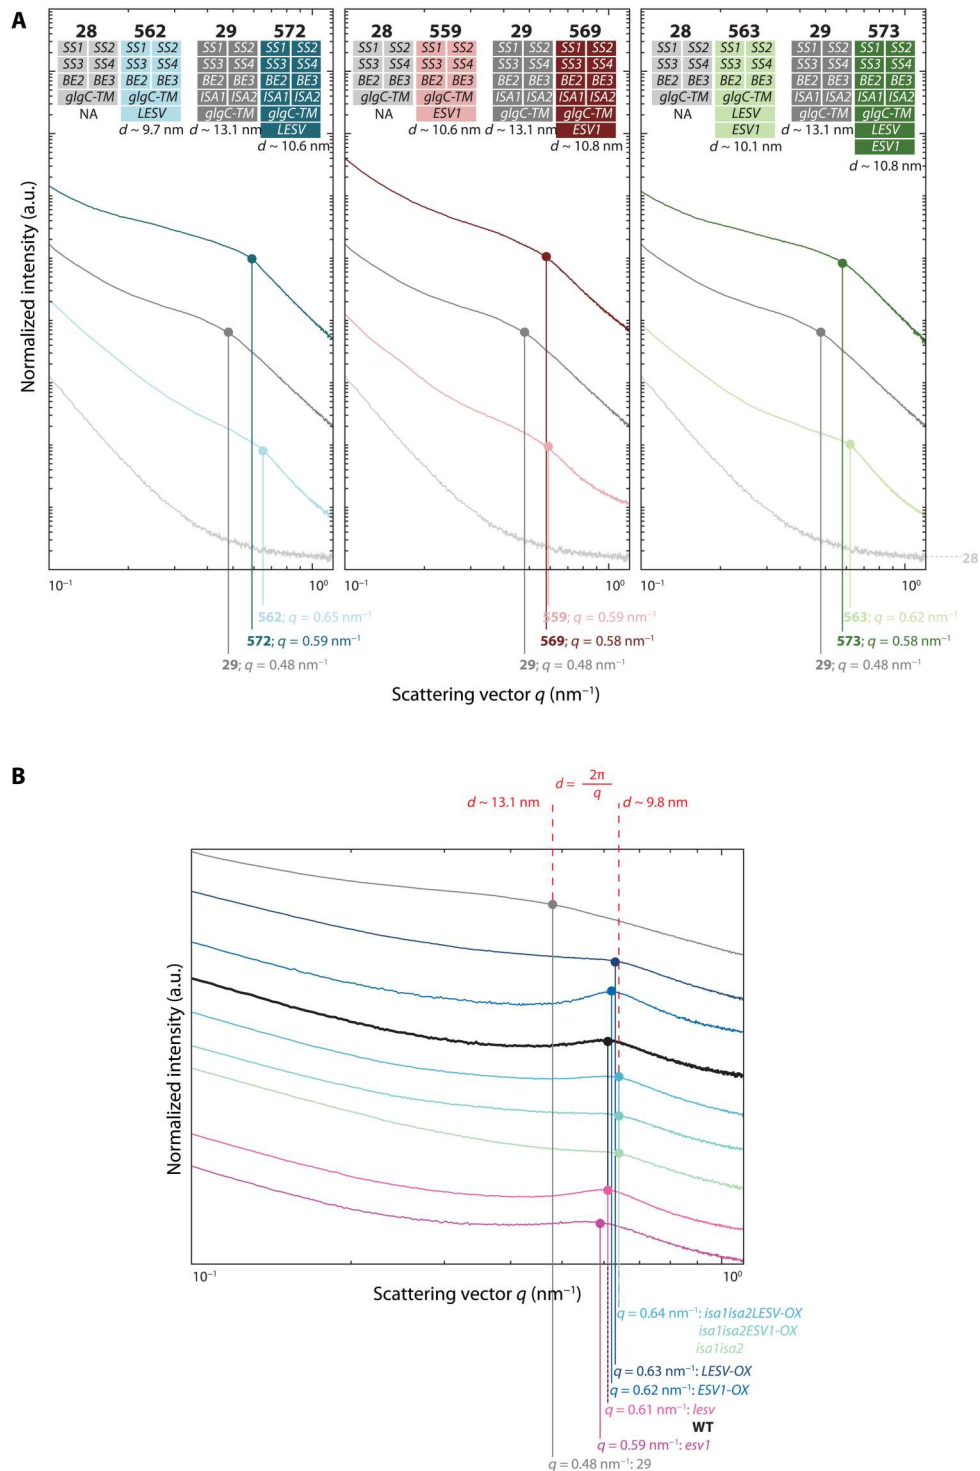 A
28 562 29 572
SS1 SS2 SS1 SS2 SS1 SS2 SS1 SS2
SS3 SS4 SS3 SS4 SS3 SS4 SS3 SS4
BE2 BE3 BE2 BE3 BE2 BE3 BE2 BE3
glgC-TM glgC-TM ISA1 ISA2 ISA1 ISA2
NA LESV glgC-TM glgC-TM
d ~ 9.7 nm d ~ 13.1 nm LESV
d ~ 10.6 nm
28 559 29 569
SS1 SS2 SS1 SS2 SS1 SS2 SS1 SS2
SS3 SS4 SS3 SS4 SS3 SS4 SS3 SS4
BE2 BE3 BE2 BE3 BE2 BE3 BE2 BE3
glgC-TM glgC-TM ISA1 ISA2 ISA1 ISA2
NA ESV1 glgC-TM glgC-TM
d ~ 10.6 nm d ~ 13.1 nm ESV1
d ~ 10.8 nm
28 563 29 573
SS1 SS2 SS1 SS2 SS1 SS2 SS1 SS2
SS3 SS4 SS3 SS4 SS3 SS4 SS3 SS4
BE2 BE3 BE2 BE3 BE2 BE3 BE2 BE3
glgC-TM glgC-TM ISA1 ISA2 ISA1 ISA2
NA LESV glgC-TM glgC-TM
ESV1 d ~ 13.1 nm LESV
d ~ 10.1 nm ESV1
d ~ 10.8 nm
Normalized intensity (a.u.)
28
10⁻¹ 10⁰ 10⁻¹ 10⁰ 10⁻¹ 10⁰
562; q = 0.65 nm⁻¹ 559; q = 0.59 nm⁻¹ 563; q = 0.62 nm⁻¹
572; q = 0.59 nm⁻¹ 569; q = 0.58 nm⁻¹ 573; q = 0.58 nm⁻¹
29; q = 0.48 nm⁻¹ 29; q = 0.48 nm⁻¹ 29; q = 0.48 nm⁻¹
Scattering vector q (nm⁻¹)
B
d = 2π / q
d ~ 13.1 nm d ~ 9.8 nm
Normalized intensity (a.u.)
10⁻¹ 10⁰
Scattering vector q (nm⁻¹)
q = 0.64 nm⁻¹: isa1isa2LESV-OX
isa1isa2ESV1-OX
isa1isa2
q = 0.63 nm⁻¹: LESV-OX
q = 0.62 nm⁻¹: ESV1-OX
q = 0.61 nm⁻¹: lesv
WT
q = 0.59 nm⁻¹: esv1
q = 0.48 nm⁻¹: 29